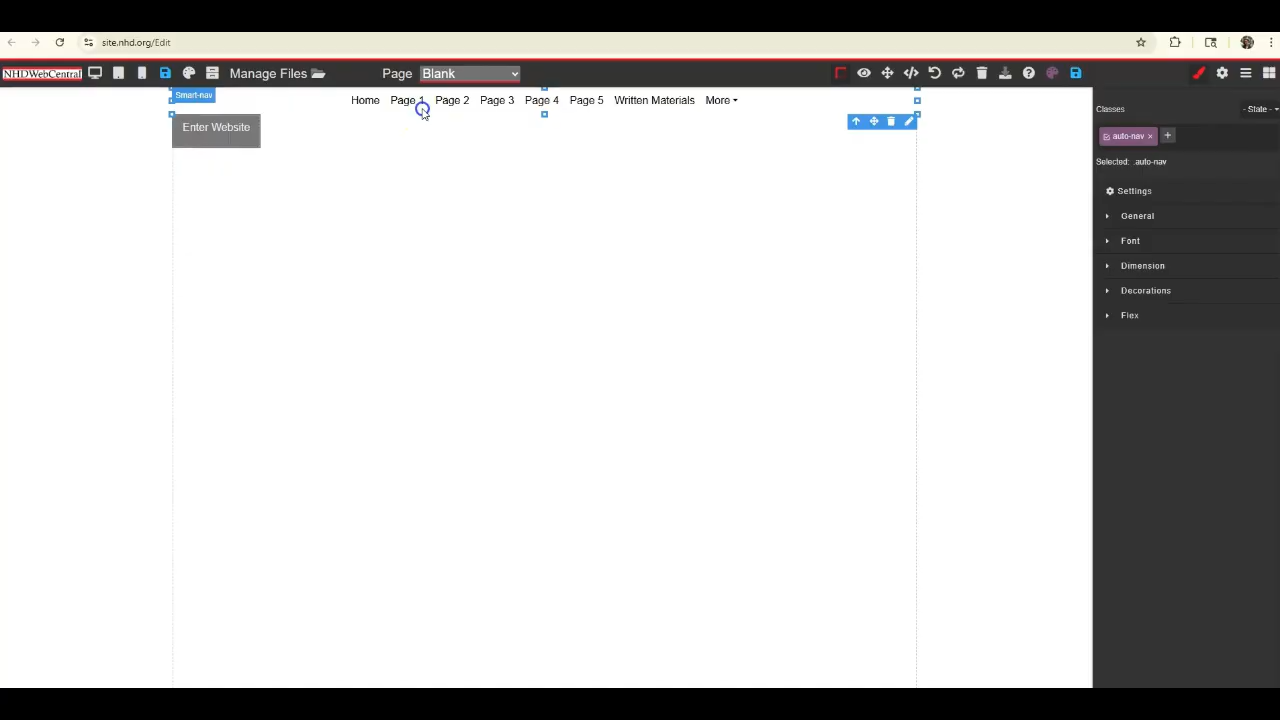 site.nhd.org/Edit
NHDWebCentral
Manage Files
Page
Blank
Smart-nav
Home Page 1 Page 2 Page 3 Page 4 Page 5 Written Materials More
Enter Website
Classes
- State -
auto-nav ×
+
Selected: .auto-nav
Settings
General
Font
Dimension
Decorations
Flex